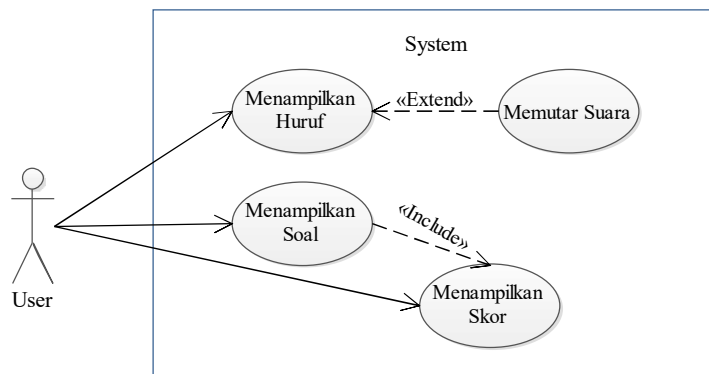 System
Menampilkan
Huruf
«Extend»
Memutar Suara
Menampilkan
Soal
«Include»
Menampilkan
Skor
User